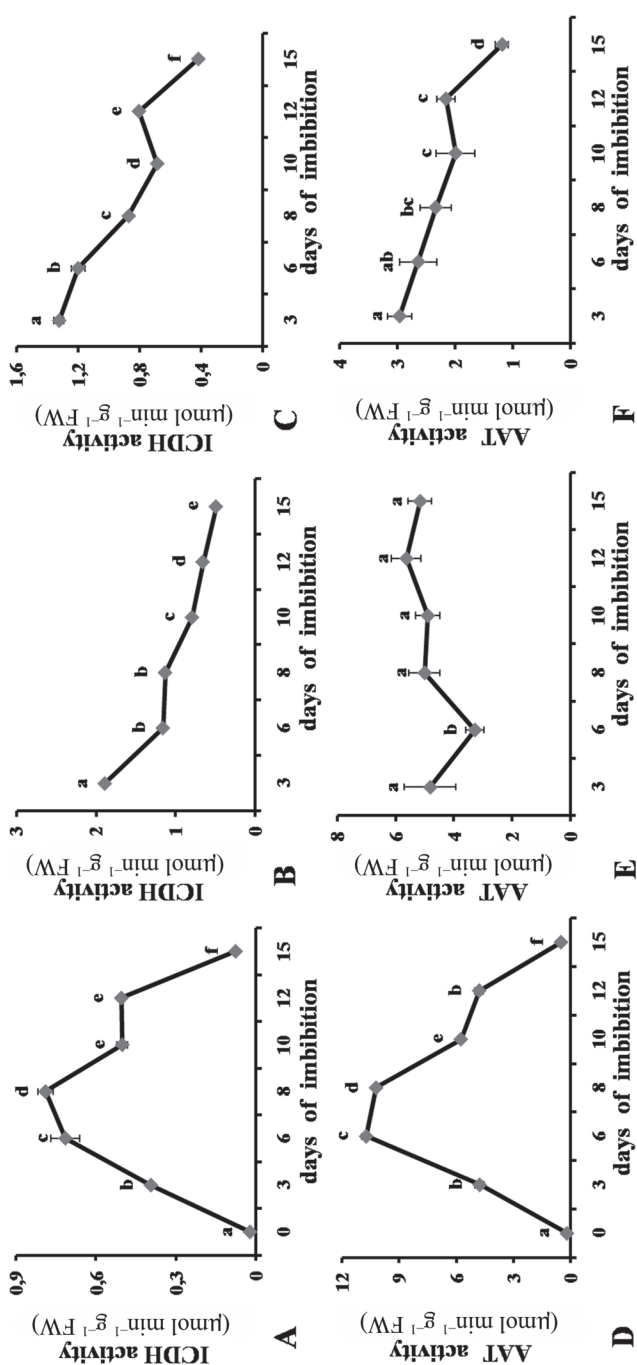 A
ICDH activity
(µmol min⁻¹ g⁻¹ FW)
0,9
0,6
0,3
0
a
b
c
d
e
e
f
0 3 6 8 10 12 15
days of imbibition
B
ICDH activity
(µmol min⁻¹ g⁻¹ FW)
3
2
1
0
a
b
b
c
d
e
3 6 8 10 12 15
days of imbibition
C
ICDH activity
(µmol min⁻¹ g⁻¹ FW)
1,6
1,2
0,8
0,4
0
a
b
c
d
e
f
3 6 8 10 12 15
days of imbibition
D
AAT activity
(µmol min⁻¹ g⁻¹ FW)
12
9
6
3
0
a
b
c
d
e
b
f
0 3 6 8 10 12 15
days of imbibition
E
AAT activity
(µmol min⁻¹ g⁻¹ FW)
8
6
4
2
0
a
b
a
a
a
a
3 6 8 10 12 15
days of imbibition
F
AAT activity
(µmol min⁻¹ g⁻¹ FW)
4
3
2
1
0
a
ab
bc
c
c
d
3 6 8 10 12 15
days of imbibition